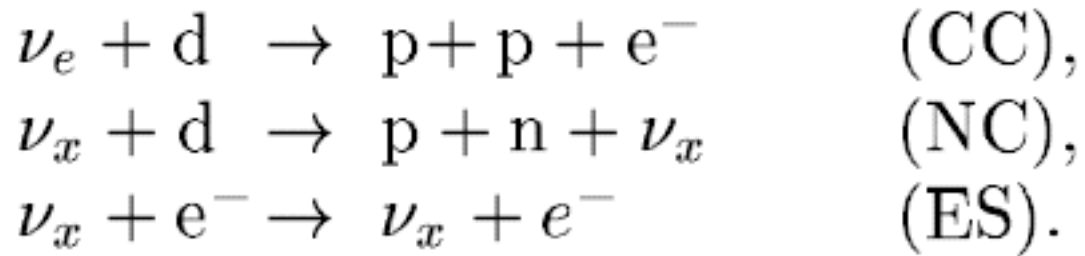 νₑ + d → p+ p + e⁻ (CC),
νₓ + d → p + n + νₓ (NC),
νₓ + e⁻ → νₓ + e⁻ (ES).